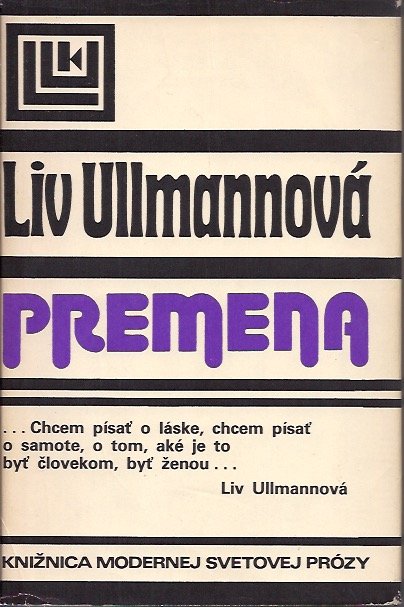 Liv Ullmannová
PREMENA
...Chcem písať o láske, chcem písať
o samote, o tom, aké je to
byť človekom, byť ženou...
Liv Ullmannová
KNIŽNICA MODERNEJ SVETOVEJ PRÓZY